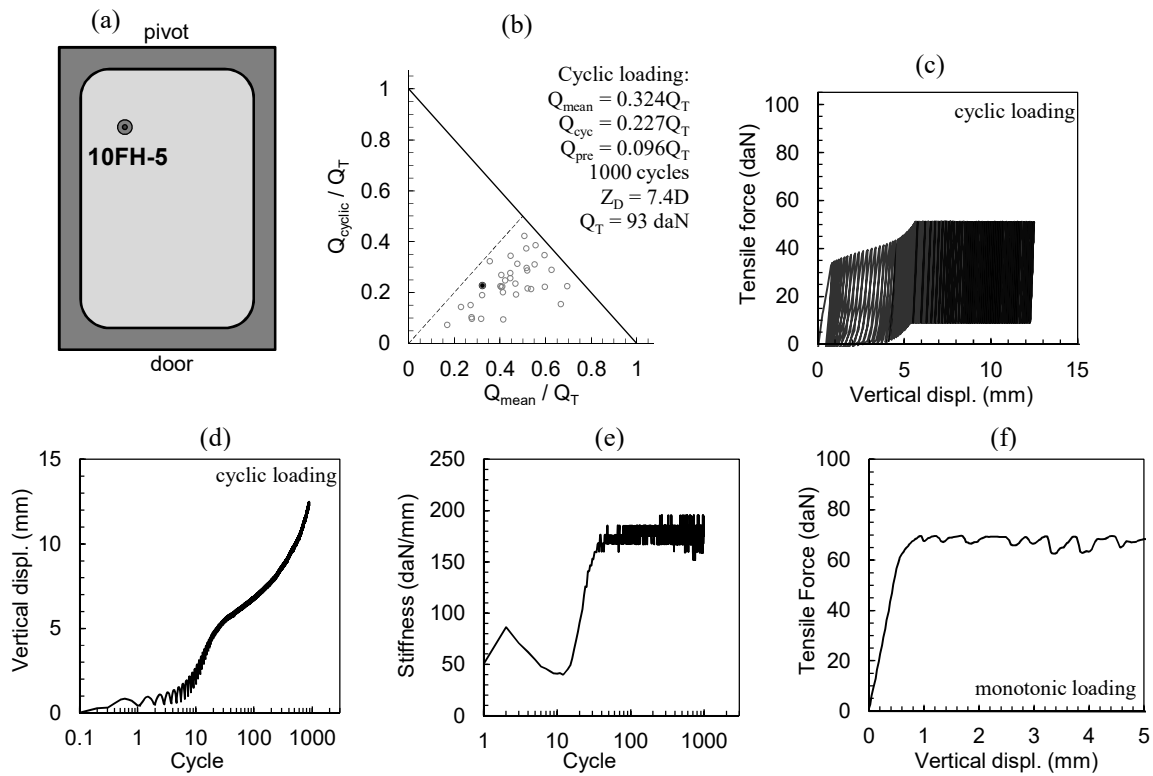 (a)
pivot
10FH-5
door
(b)
Cyclic loading:
Q_mean = 0.324Q_T
Q_cyc = 0.227Q_T
Q_pre = 0.096Q_T
1000 cycles
Z_D = 7.4D
Q_T = 93 daN
1
0.8
0.6
0.4
0.2
0
0 0.2 0.4 0.6 0.8 1
Q_cyclic / Q_T
Q_mean / Q_T
(c)
cyclic loading
100
80
60
40
20
0
0 5 10 15
Tensile force (daN)
Vertical displ. (mm)
(d)
cyclic loading
15
12
9
6
3
0
0.1 1 10 100 1000
Vertical displ. (mm)
Cycle
(e)
250
200
150
100
50
0
1 10 100 1000
Stiffness (daN/mm)
Cycle
(f)
100
80
60
40
20
0
0 1 2 3 4 5
Tensile Force (daN)
monotonic loading
Vertical displ. (mm)